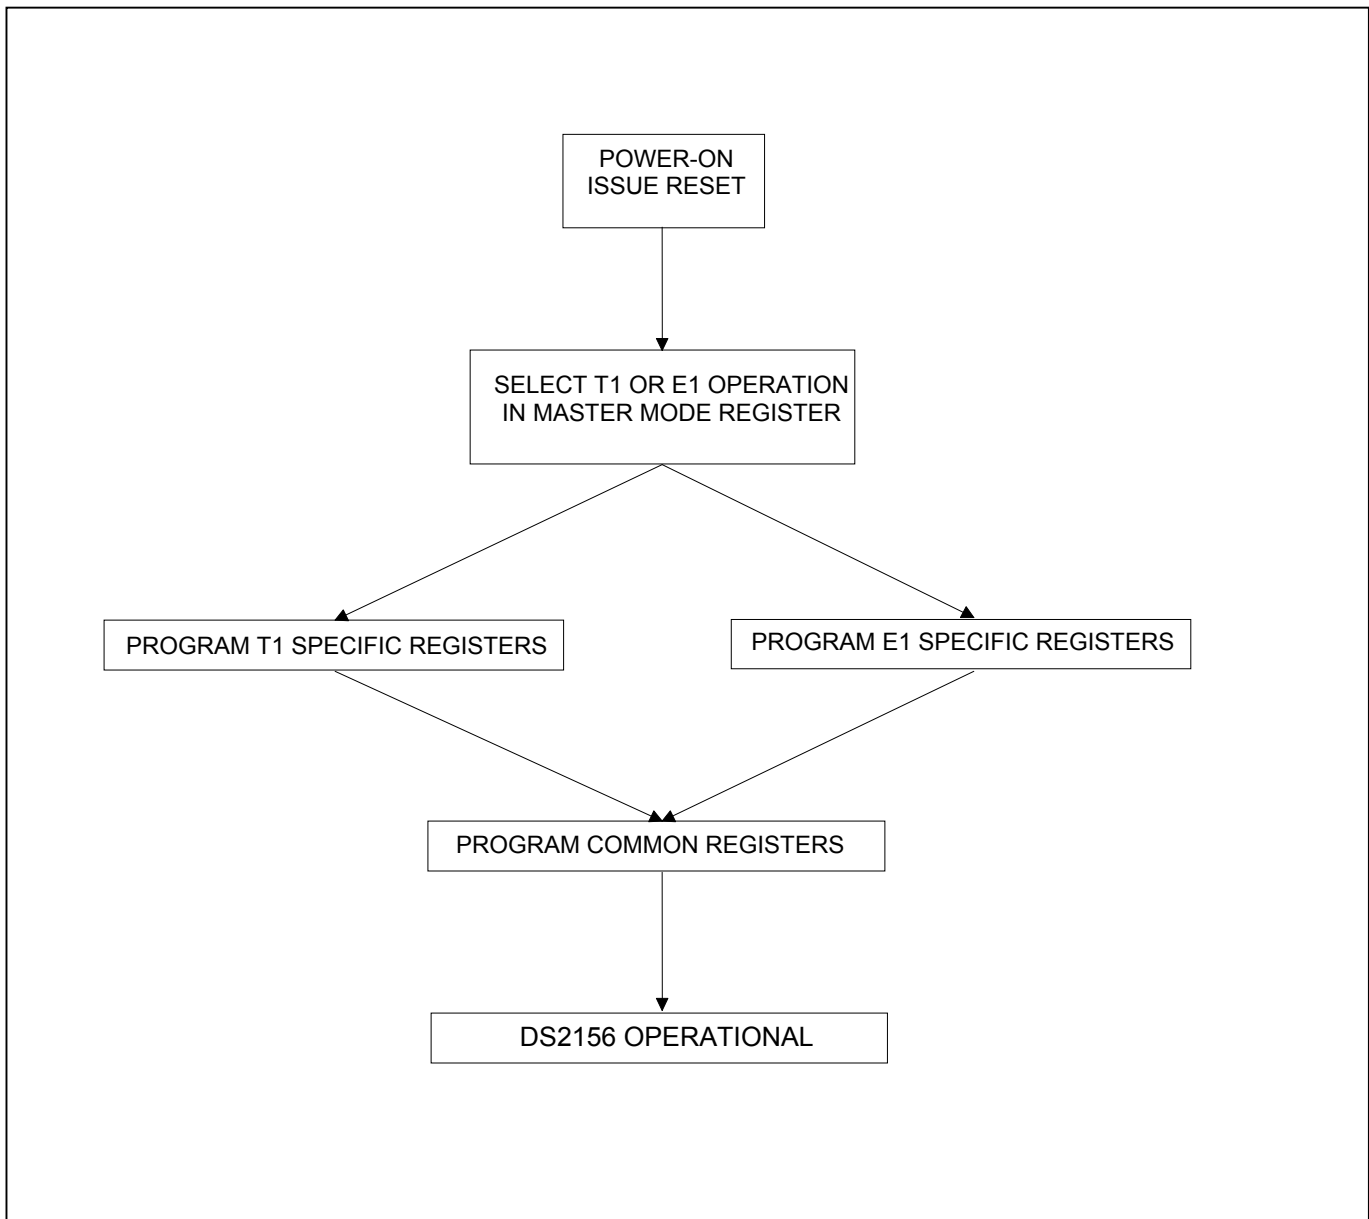 POWER-ON
ISSUE RESET
SELECT T1 OR E1 OPERATION
IN MASTER MODE REGISTER
PROGRAM T1 SPECIFIC REGISTERS
PROGRAM E1 SPECIFIC REGISTERS
PROGRAM COMMON REGISTERS
DS2156 OPERATIONAL